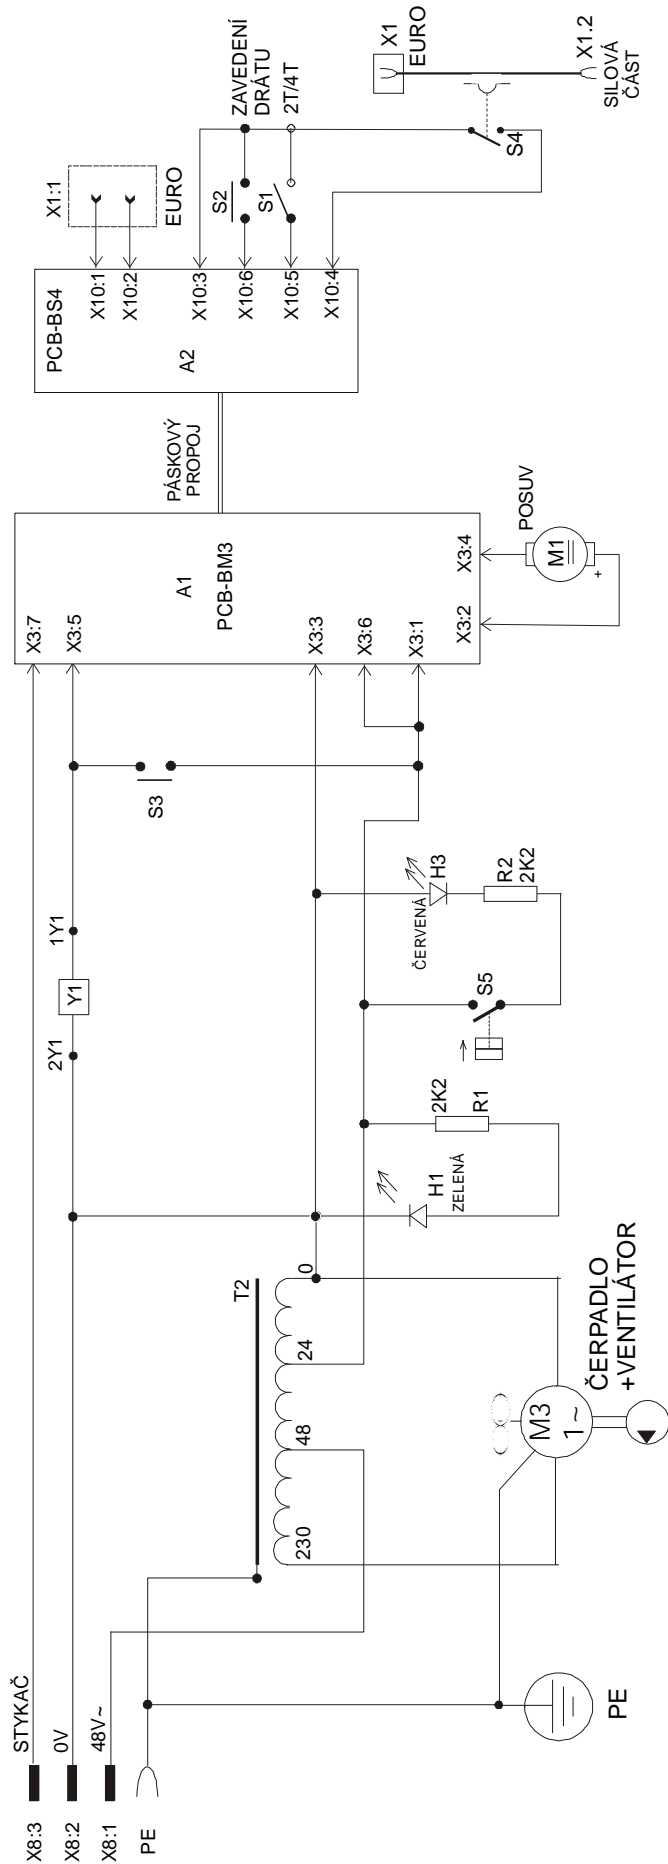 X8:3
STYKAČ
X8:2
0V
X8:1
48V~
PE
PE
T2
230
48
24
0
M3
1~
ČERPADLO
+VENTILÁTOR
2Y1
Y1
1Y1
H1
ZELENÁ
2K2
R1
S5
ČERVENÁ
H3
R2
2K2
S3
X3:7
X3:5
X3:3
X3:6
X3:1
X3:2
X3:4
A1
PCB-BM3
M1
+
POSUV
PÁSKOVÝ
PROPOJ
PCB-BS4
A2
X10:1
X10:2
X10:3
X10:6
X10:5
X10:4
X1:1
EURO
S2
S1
ZAVEDENÍ
DRÁTU
2T/4T
S4
X1
EURO
X1.2
SILOVÁ
ČÁST